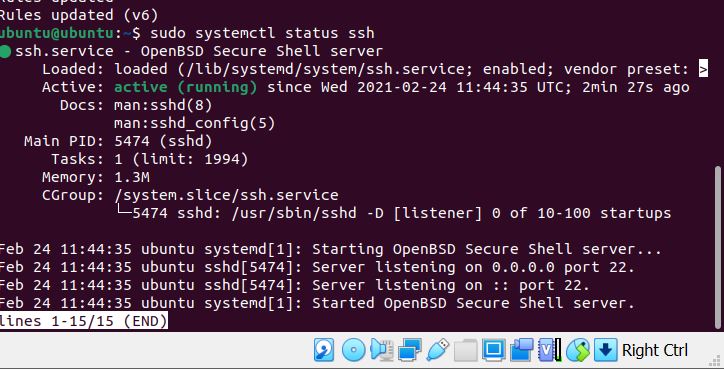 Rules updated
Rules updated (v6)
ubuntu@ubuntu:~$ sudo systemctl status ssh
● ssh.service - OpenBSD Secure Shell server
     Loaded: loaded (/lib/systemd/system/ssh.service; enabled; vendor preset: >
     Active: active (running) since Wed 2021-02-24 11:44:35 UTC; 2min 27s ago
       Docs: man:sshd(8)
             man:sshd_config(5)
   Main PID: 5474 (sshd)
      Tasks: 1 (limit: 1994)
     Memory: 1.3M
     CGroup: /system.slice/ssh.service
             └─5474 sshd: /usr/sbin/sshd -D [listener] 0 of 10-100 startups
Feb 24 11:44:35 ubuntu systemd[1]: Starting OpenBSD Secure Shell server...
Feb 24 11:44:35 ubuntu sshd[5474]: Server listening on 0.0.0.0 port 22.
Feb 24 11:44:35 ubuntu sshd[5474]: Server listening on :: port 22.
Feb 24 11:44:35 ubuntu systemd[1]: Started OpenBSD Secure Shell server.
lines 1-15/15 (END)
Right Ctrl